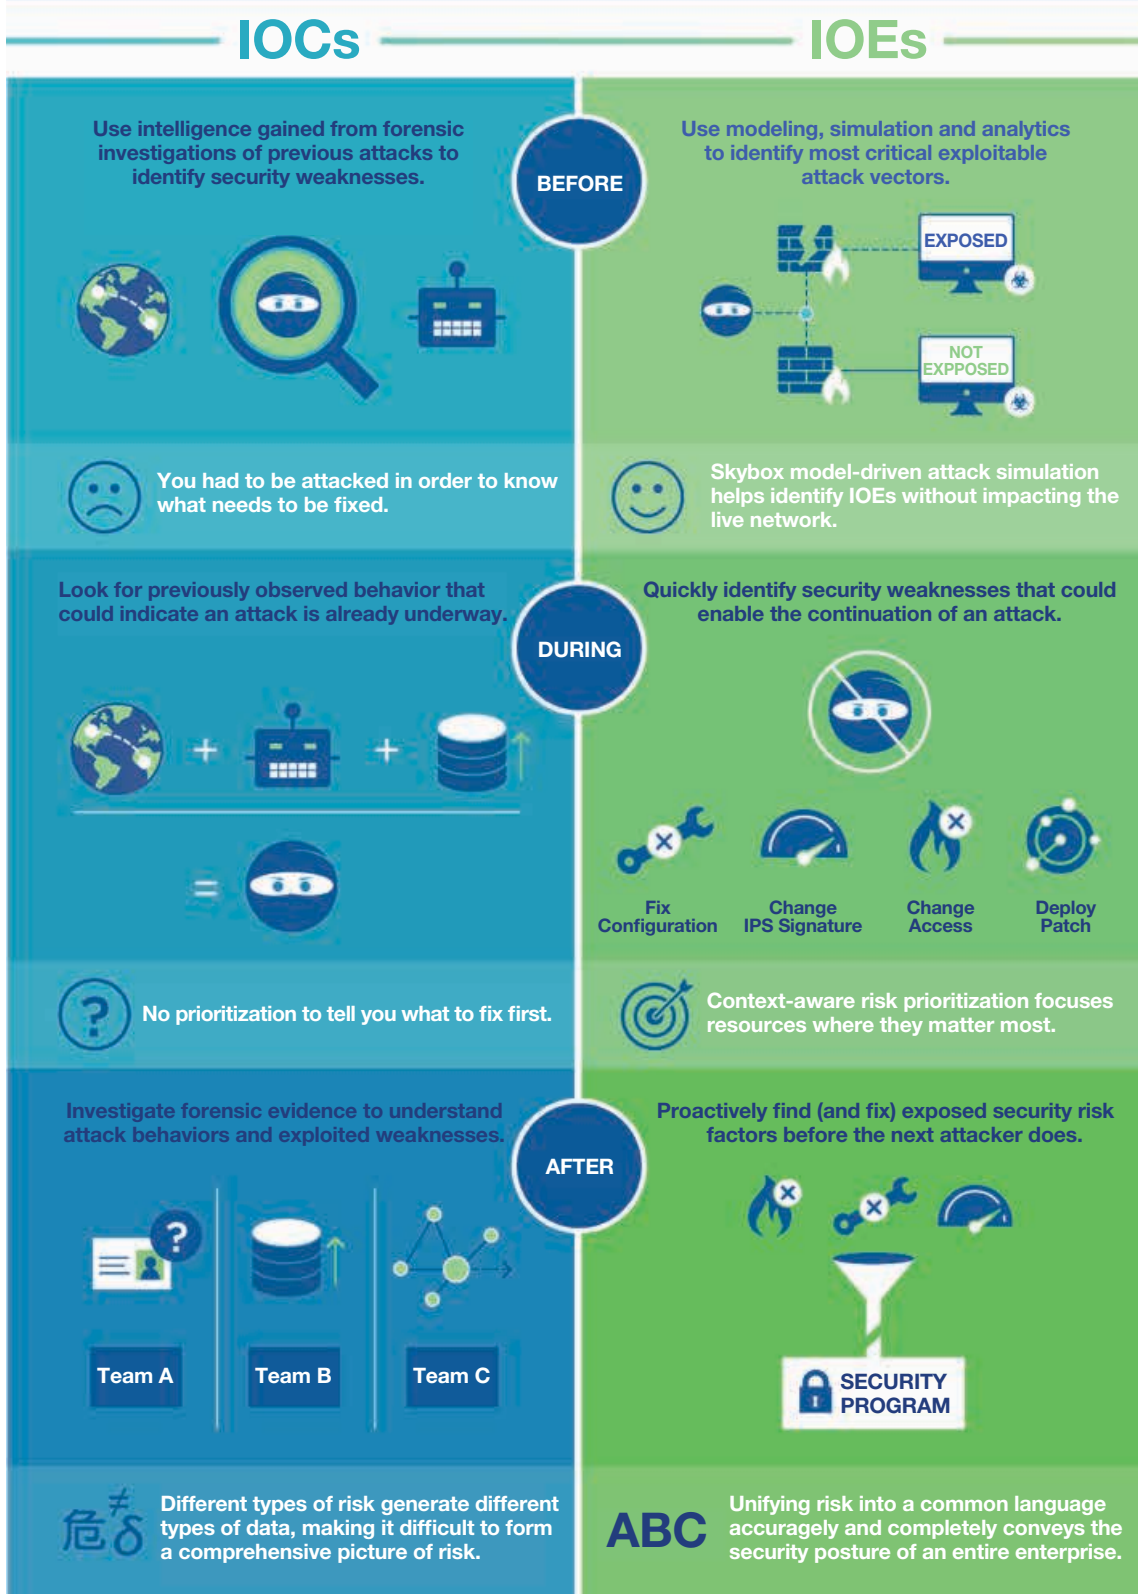 IOCs
IOEs
BEFORE
Use intelligence gained from forensic
investigations of previous attacks to
identify security weaknesses.
Use modeling, simulation and analytics
to identify most critical exploitable
attack vectors.
EXPOSED
NOT
EXPPOSED
You had to be attacked in order to know
what needs to be fixed.
Skybox model-driven attack simulation
helps identify IOEs without impacting the
live network.
DURING
Look for previously observed behavior that
could indicate an attack is already underway.
Quickly identify security weaknesses that could
enable the continuation of an attack.
+
+
=
Fix
Configuration
Change
IPS Signature
Change
Access
Deploy
Patch
?
No prioritization to tell you what to fix first.
Context-aware risk prioritization focuses
resources where they matter most.
AFTER
Investigate forensic evidence to understand
attack behaviors and exploited weaknesses.
Proactively find (and fix) exposed security risk
factors before the next attacker does.
?
Team A
Team B
Team C
SECURITY
PROGRAM
危≠δ
Different types of risk generate different
types of data, making it difficult to form
a comprehensive picture of risk.
ABC
Unifying risk into a common language
accuragely and completely conveys the
security posture of an entire enterprise.